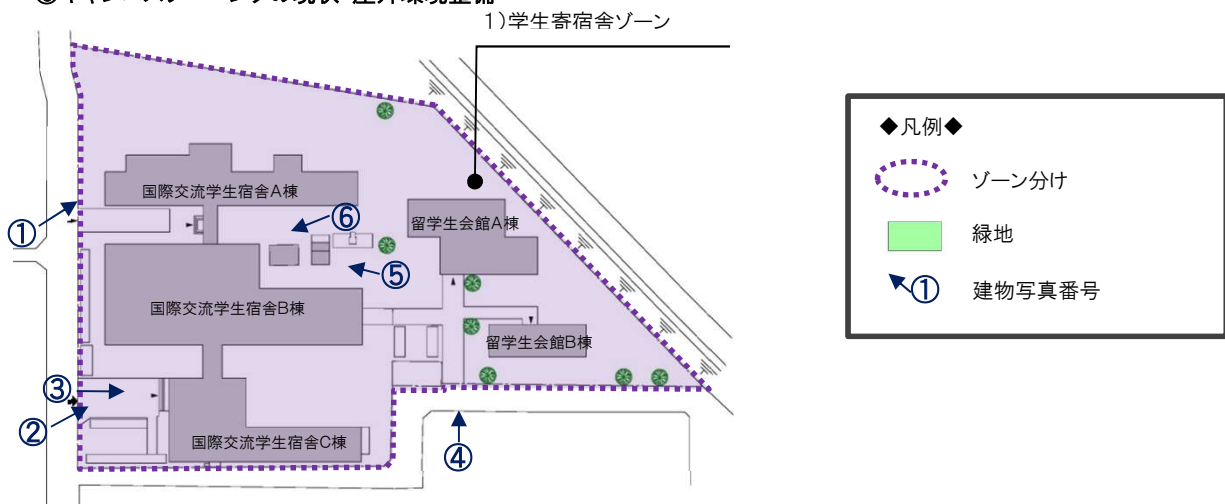 1)学生寄宿舎ゾーン
国際交流学生宿舎A棟
①
⑥
留学生会館A棟
⑤
国際交流学生宿舎B棟
留学生会館B棟
③
②
国際交流学生宿舎C棟
④
◆凡例◆
ゾーン分け
緑地
① 建物写真番号